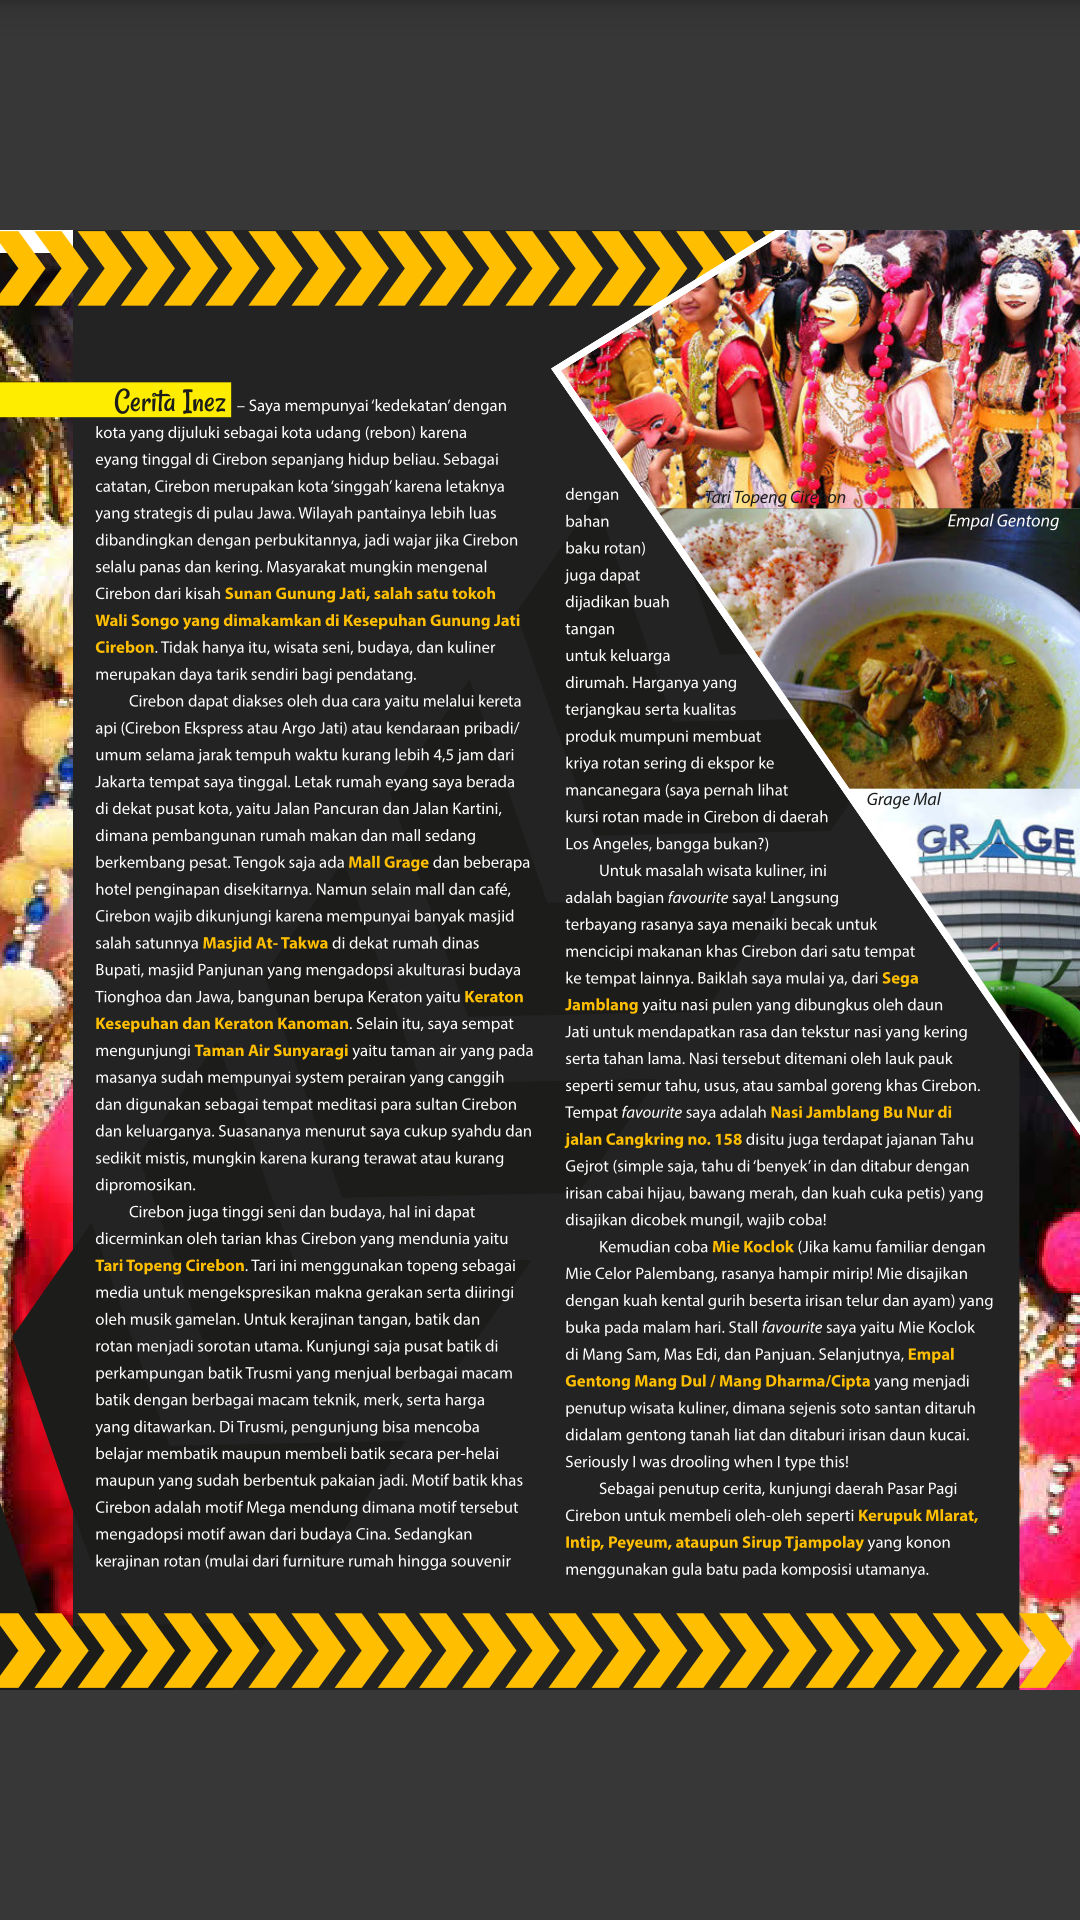 Cerita Inez – Saya mempunyai ‘kedekatan’ dengan
kota yang dijuluki sebagai kota udang (rebon) karena
eyang tinggal di Cirebon sepanjang hidup beliau. Sebagai
catatan, Cirebon merupakan kota ‘singgah’ karena letaknya
yang strategis di pulau Jawa. Wilayah pantainya lebih luas
dibandingkan dengan perbukitannya, jadi wajar jika Cirebon
selalu panas dan kering. Masyarakat mungkin mengenal
Cirebon dari kisah Sunan Gunung Jati, salah satu tokoh
Wali Songo yang dimakamkan di Kesepuhan Gunung Jati
Cirebon. Tidak hanya itu, wisata seni, budaya, dan kuliner
merupakan daya tarik sendiri bagi pendatang.
Cirebon dapat diakses oleh dua cara yaitu melalui kereta
api (Cirebon Ekspress atau Argo Jati) atau kendaraan pribadi/
umum selama jarak tempuh waktu kurang lebih 4,5 jam dari
Jakarta tempat saya tinggal. Letak rumah eyang saya berada
di dekat pusat kota, yaitu Jalan Pancuran dan Jalan Kartini,
dimana pembangunan rumah makan dan mall sedang
berkembang pesat. Tengok saja ada Mall Grage dan beberapa
hotel penginapan disekitarnya. Namun selain mall dan café,
Cirebon wajib dikunjungi karena mempunyai banyak masjid
salah satunnya Masjid At- Takwa di dekat rumah dinas
Bupati, masjid Panjunan yang mengadopsi akulturasi budaya
Tionghoa dan Jawa, bangunan berupa Keraton yaitu Keraton
Kesepuhan dan Keraton Kanoman. Selain itu, saya sempat
mengunjungi Taman Air Sunyaragi yaitu taman air yang pada
masanya sudah mempunyai system perairan yang canggih
dan digunakan sebagai tempat meditasi para sultan Cirebon
dan keluarganya. Suasananya menurut saya cukup syahdu dan
sedikit mistis, mungkin karena kurang terawat atau kurang
dipromosikan.
Cirebon juga tinggi seni dan budaya, hal ini dapat
dicerminkan oleh tarian khas Cirebon yang mendunia yaitu
Tari Topeng Cirebon. Tari ini menggunakan topeng sebagai
media untuk mengekspresikan makna gerakan serta diiringi
oleh musik gamelan. Untuk kerajinan tangan, batik dan
rotan menjadi sorotan utama. Kunjungi saja pusat batik di
perkampungan batik Trusmi yang menjual berbagai macam
batik dengan berbagai macam teknik, merk, serta harga
yang ditawarkan. Di Trusmi, pengunjung bisa mencoba
belajar membatik maupun membeli batik secara per-helai
maupun yang sudah berbentuk pakaian jadi. Motif batik khas
Cirebon adalah motif Mega mendung dimana motif tersebut
mengadopsi motif awan dari budaya Cina. Sedangkan
kerajinan rotan (mulai dari furniture rumah hingga souvenir
dengan
bahan
baku rotan)
juga dapat
dijadikan buah
tangan
untuk keluarga
dirumah. Harganya yang
terjangkau serta kualitas
produk mumpuni membuat
kriya rotan sering di ekspor ke
mancanegara (saya pernah lihat
kursi rotan made in Cirebon di daerah
Los Angeles, bangga bukan?)
Untuk masalah wisata kuliner, ini
adalah bagian favourite saya! Langsung
terbayang rasanya saya menaiki becak untuk
mencicipi makanan khas Cirebon dari satu tempat
ke tempat lainnya. Baiklah saya mulai ya, dari Sega
Jamblang yaitu nasi pulen yang dibungkus oleh daun
Jati untuk mendapatkan rasa dan tekstur nasi yang kering
serta tahan lama. Nasi tersebut ditemani oleh lauk pauk
seperti semur tahu, usus, atau sambal goreng khas Cirebon.
Tempat favourite saya adalah Nasi Jamblang Bu Nur di
jalan Cangkring no. 158 disitu juga terdapat jajanan Tahu
Gejrot (simple saja, tahu di ‘benyek’ in dan ditabur dengan
irisan cabai hijau, bawang merah, dan kuah cuka petis) yang
disajikan dicobek mungil, wajib coba!
Kemudian coba Mie Koclok (Jika kamu familiar dengan
Mie Celor Palembang, rasanya hampir mirip! Mie disajikan
dengan kuah kental gurih beserta irisan telur dan ayam) yang
buka pada malam hari. Stall favourite saya yaitu Mie Koclok
di Mang Sam, Mas Edi, dan Panjuan. Selanjutnya, Empal
Gentong Mang Dul / Mang Dharma/Cipta yang menjadi
penutup wisata kuliner, dimana sejenis soto santan ditaruh
didalam gentong tanah liat dan ditaburi irisan daun kucai.
Seriously I was drooling when I type this!
Sebagai penutup cerita, kunjungi daerah Pasar Pagi
Cirebon untuk membeli oleh-oleh seperti Kerupuk Mlarat,
Intip, Peyeum, ataupun Sirup Tjampolay yang konon
menggunakan gula batu pada komposisi utamanya.
Tari Topeng Cirebon
Empal Gentong
Grage Mal
GRAGE